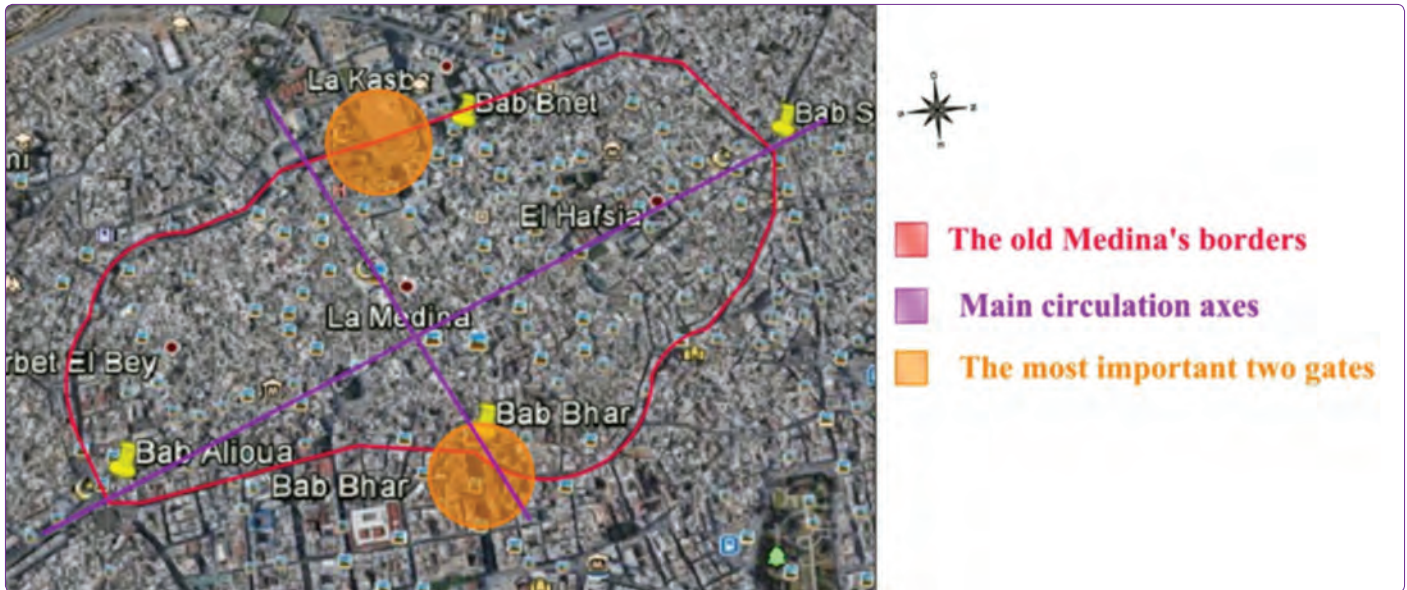 La Kasba
Bab Bnet
Bab S
ni
El Hafsia
La Medina
rbet El Bey
Bab Bhar
Bab Alioua
Bab Bhar
The old Medina's borders
Main circulation axes
The most important two gates